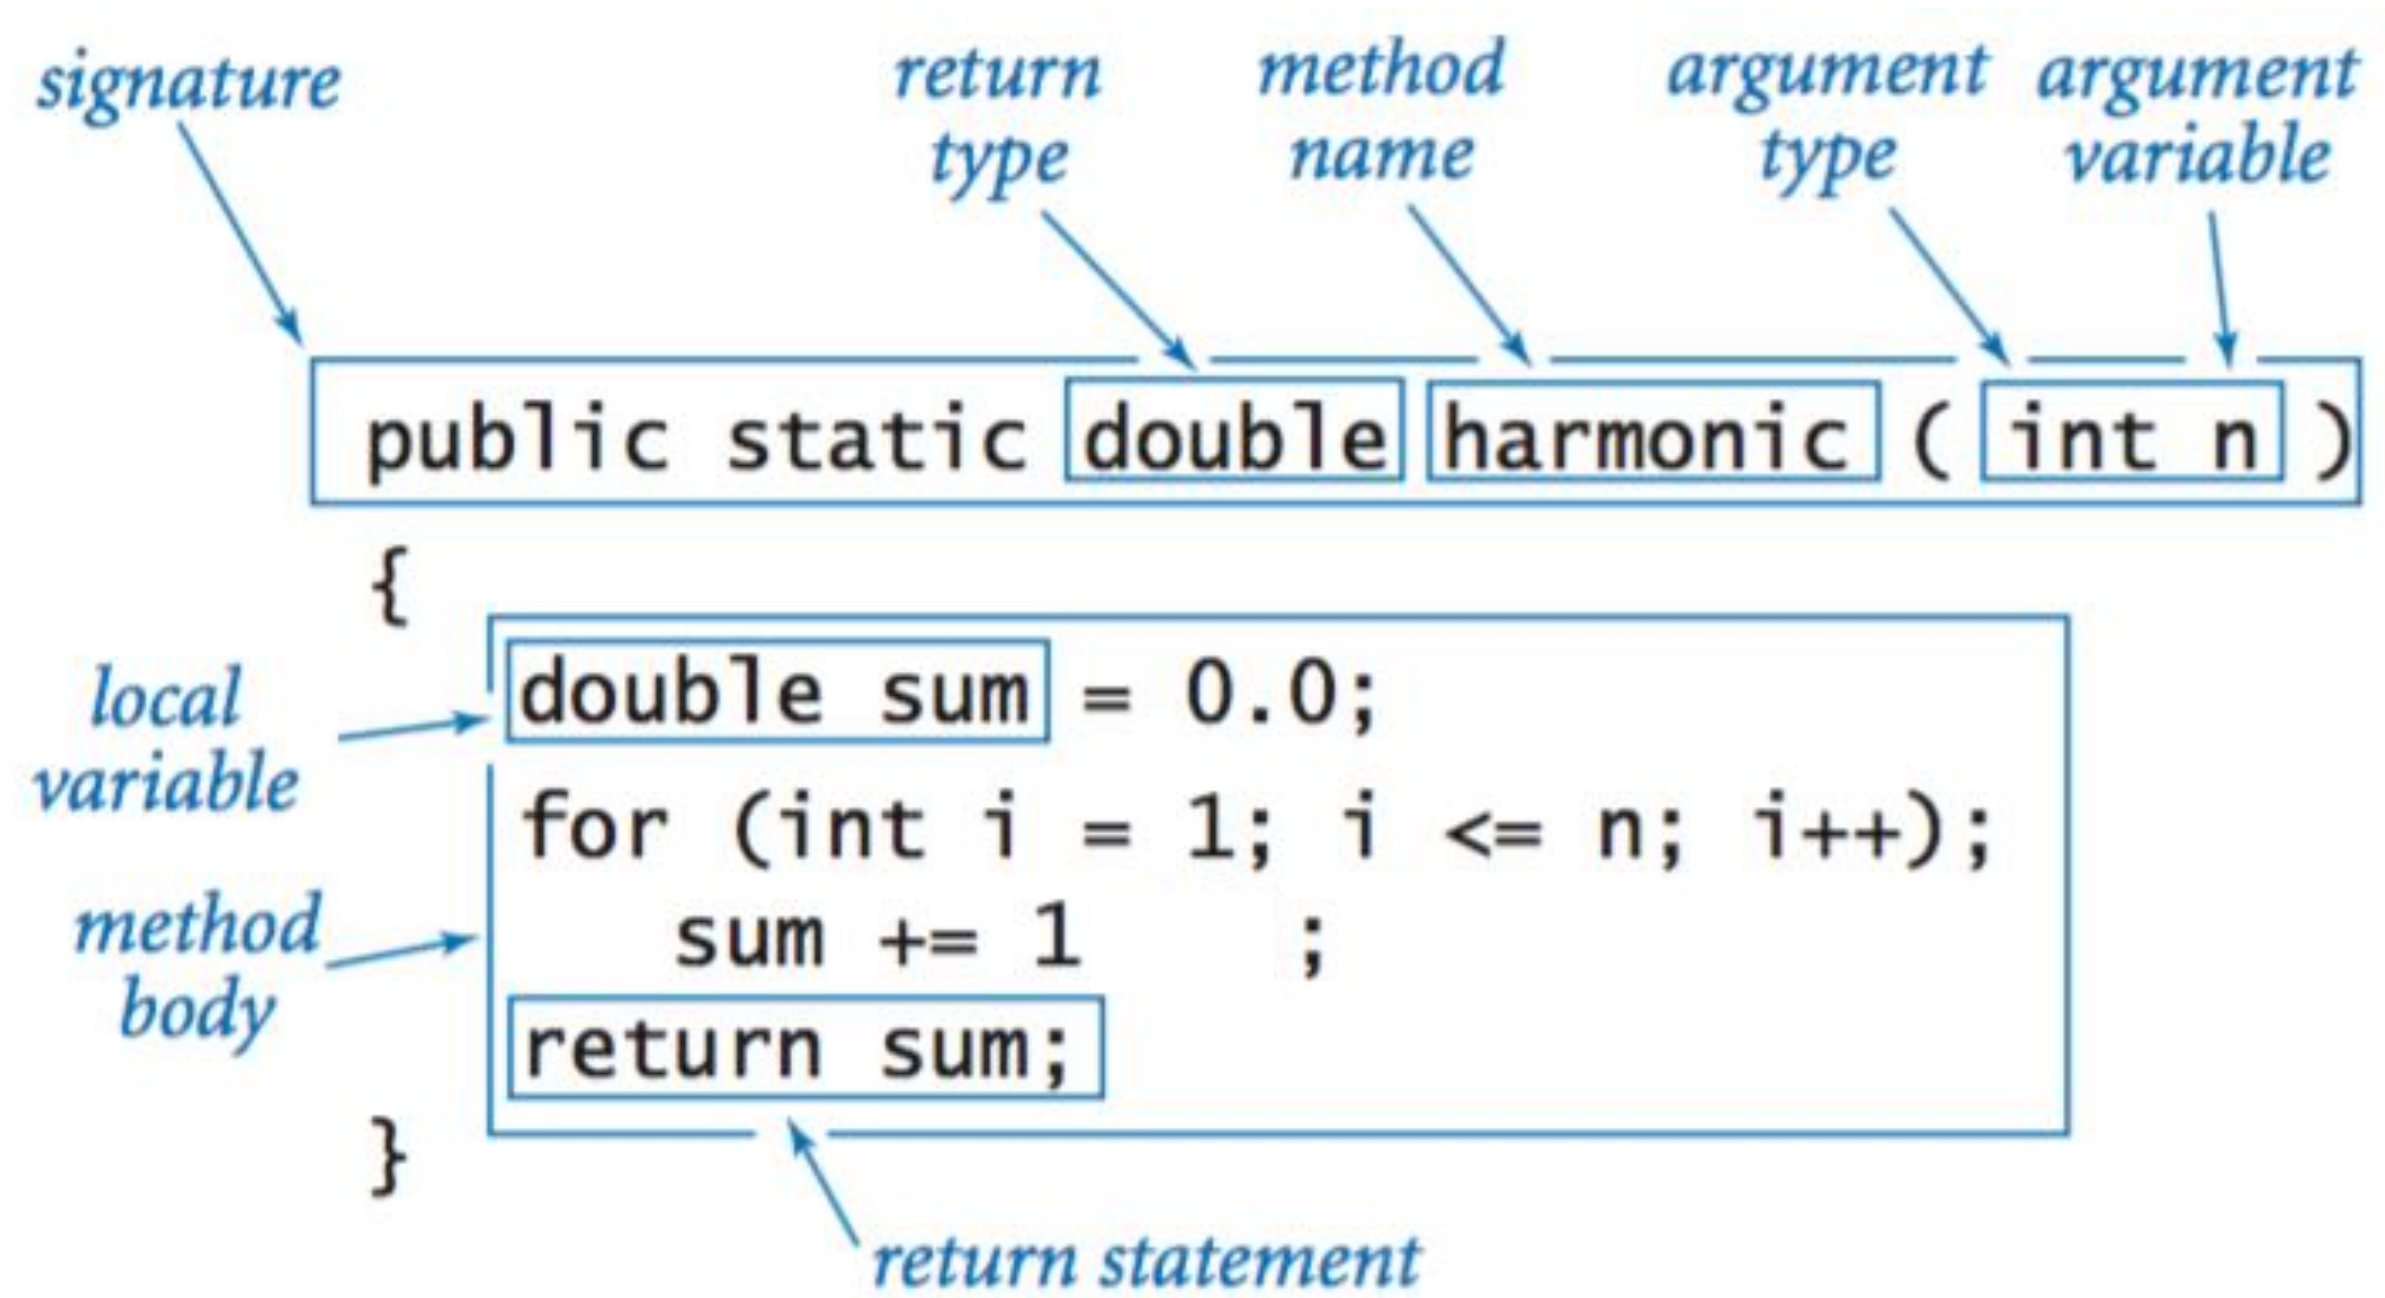 signature
return type
method name
argument type
argument variable
public static double harmonic ( int n )
{
local variable
double sum = 0.0;
for (int i = 1; i <= n; i++);
method body
sum += 1 ;
return sum;
}
return statement